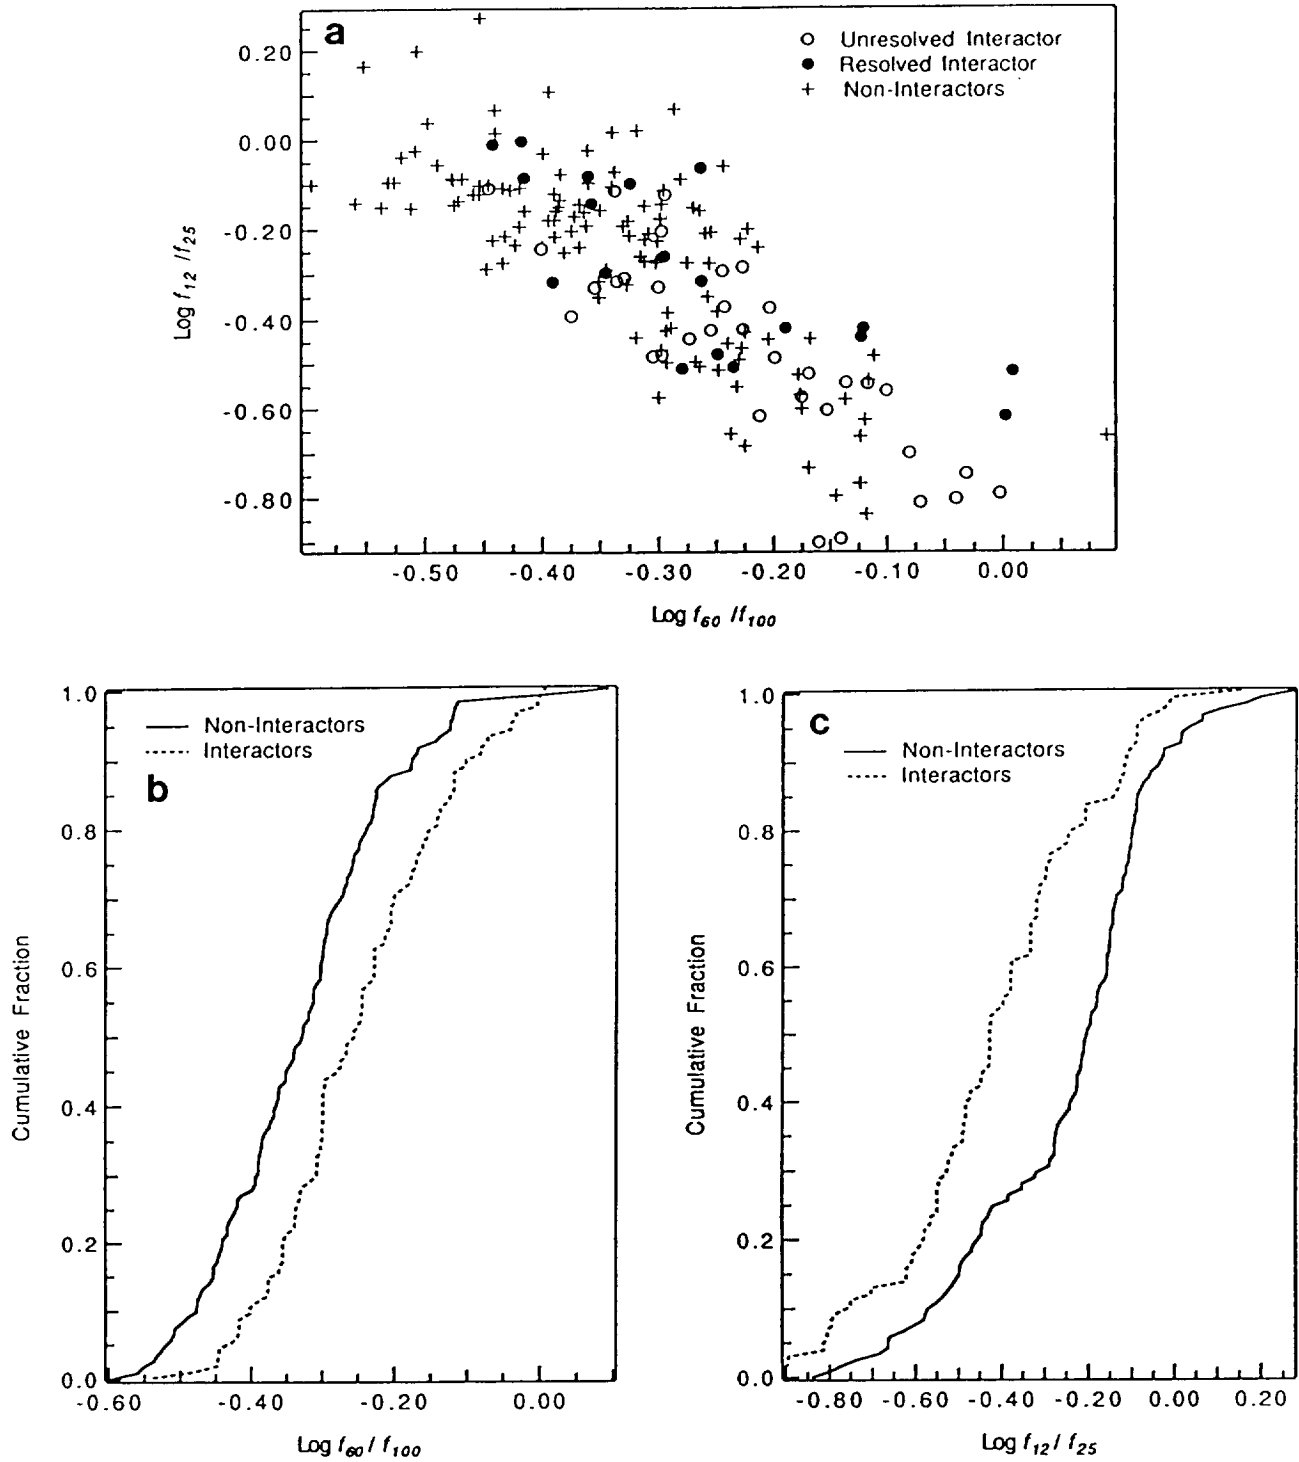 a
Unresolved Interactor
Resolved Interactor
Non-Interactors
0.20
0.00
-0.20
-0.40
-0.60
-0.80
Log f12 /f25
-0.50 -0.40 -0.30 -0.20 -0.10 0.00
Log f60 /f100
b
Non-Interactors
Interactors
1.0
0.8
0.6
0.4
0.2
0.0
Cumulative Fraction
-0.60 -0.40 -0.20 0.00
Log f60 / f100
c
Non-Interactors
Interactors
1.0
0.8
0.6
0.4
0.2
0.0
Cumulative Fraction
-0.80 -0.60 -0.40 -0.20 0.00 0.20
Log f12 / f25